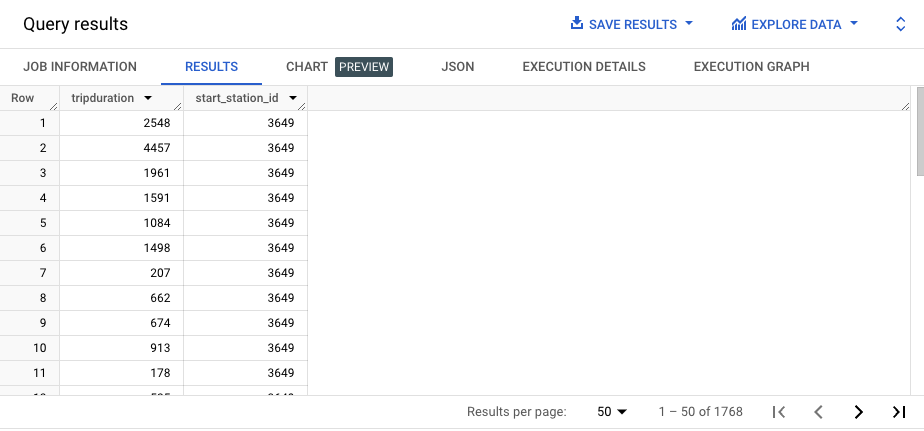 Query results SAVE RESULTS EXPLORE DATA
JOB INFORMATION RESULTS CHART PREVIEW JSON EXECUTION DETAILS EXECUTION GRAPH
Row tripduration start_station_id
1 2548 3649
2 4457 3649
3 1961 3649
4 1591 3649
5 1084 3649
6 1498 3649
7 207 3649
8 662 3649
9 674 3649
10 913 3649
11 178 3649
Results per page: 50 1 – 50 of 1768